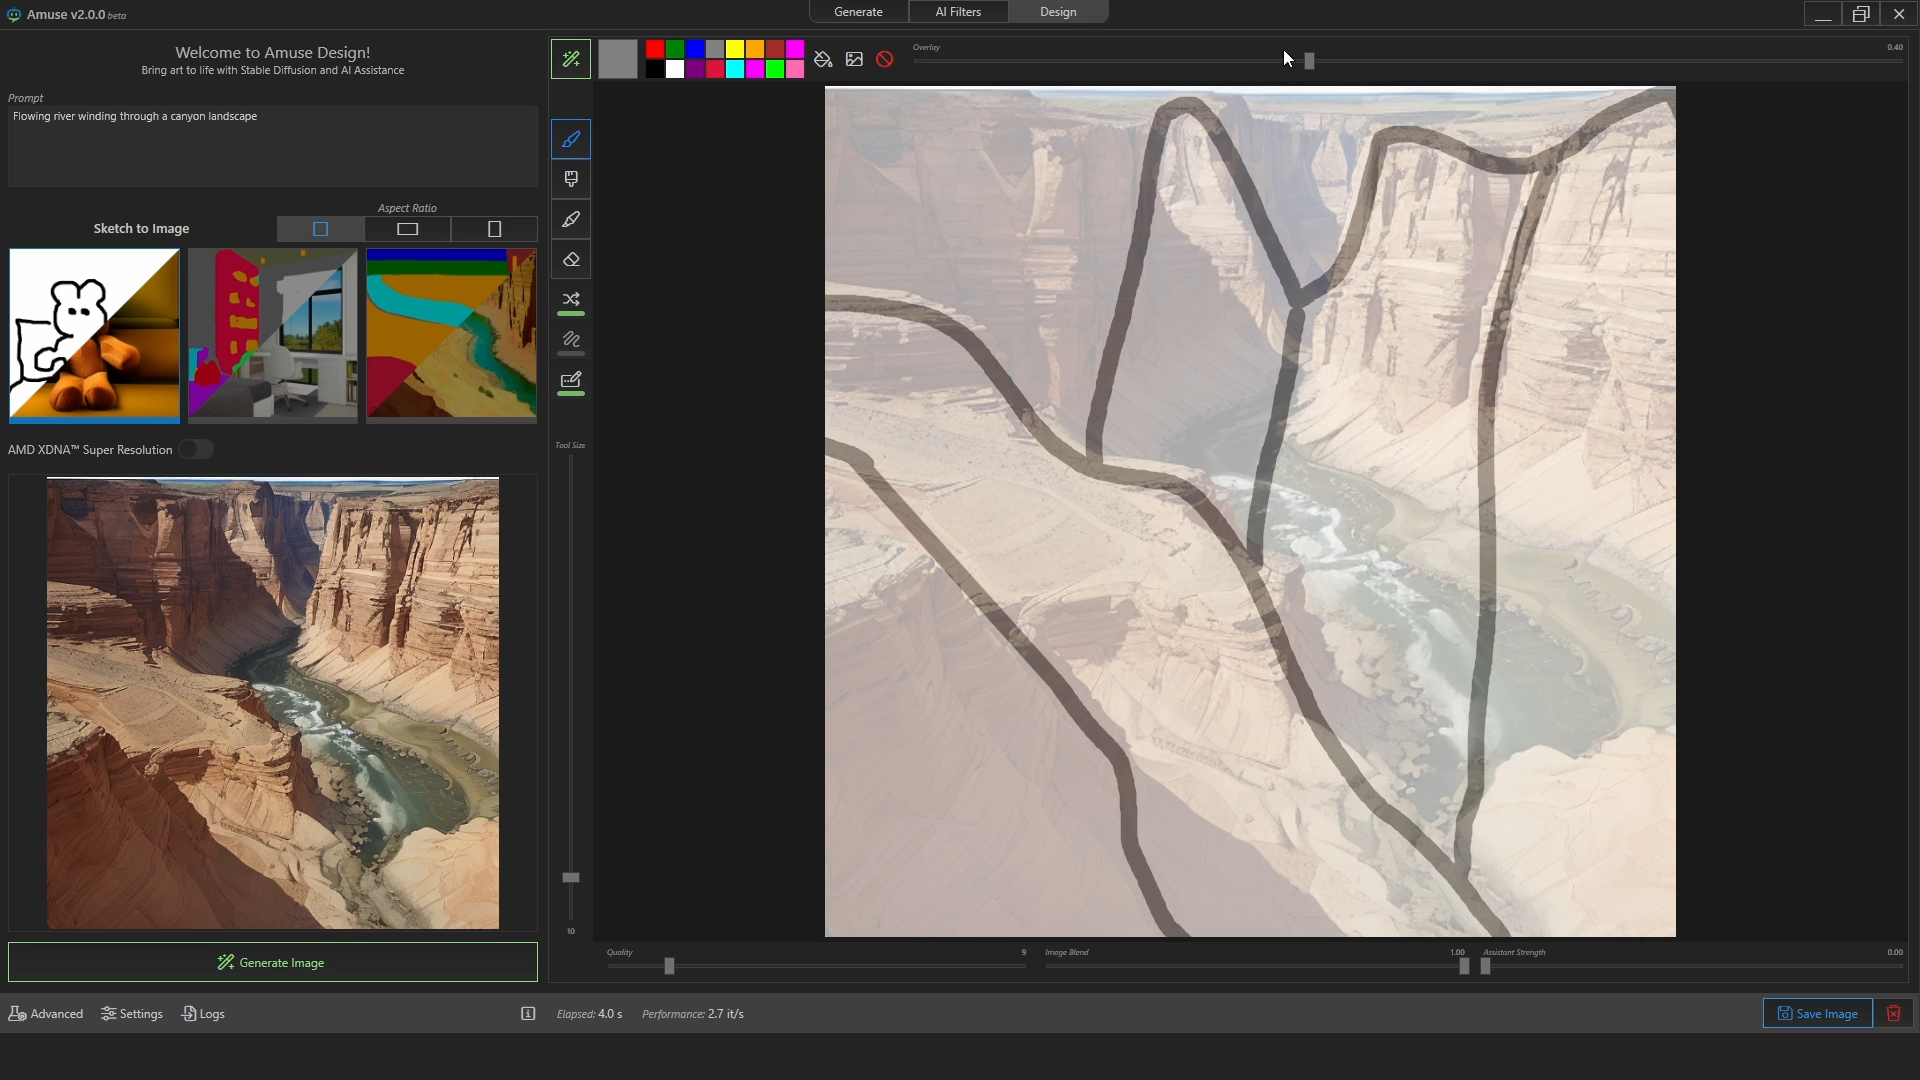 Amuse v2.0.0 beta
Generate
AI Filters
Design
Welcome to Amuse Design!
Bring art to life with Stable Diffusion and AI Assistance
Prompt
Flowing river winding through a canyon landscape
Aspect Ratio
Sketch to Image
AMD XDNA™ Super Resolution
Generate Image
Overlay
0.40
Tool Size
10
Quality
9
Image Blend
1.00
Assistant Strength
0.00
Advanced
Settings
Logs
Elapsed: 4.0 s
Performance: 2.7 it/s
Save Image